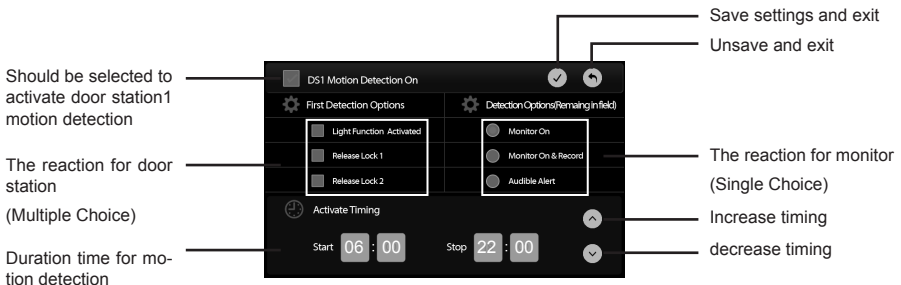 Save settings and exit
Unsave and exit
Should be selected to
activate door station1
motion detection
The reaction for door
station
(Multiple Choice)
Duration time for mo-
tion detection
DS1 Motion Detection On
First Detection Options
Detection Options(Remaing In field)
Light Function Activated
Monitor On
Release Lock 1
Monitor On & Record
Release Lock 2
Audible Alert
Activate Timing
Start 06 : 00 Stop 22 : 00
The reaction for monitor
(Single Choice)
Increase timing
decrease timing